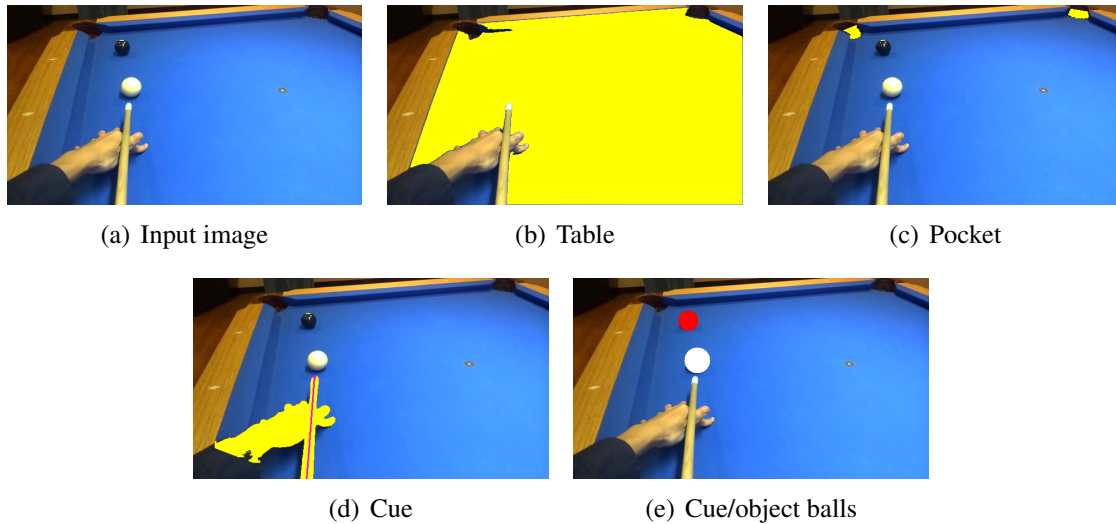 (a) Input image
(b) Table
(c) Pocket
(d) Cue
(e) Cue/object balls